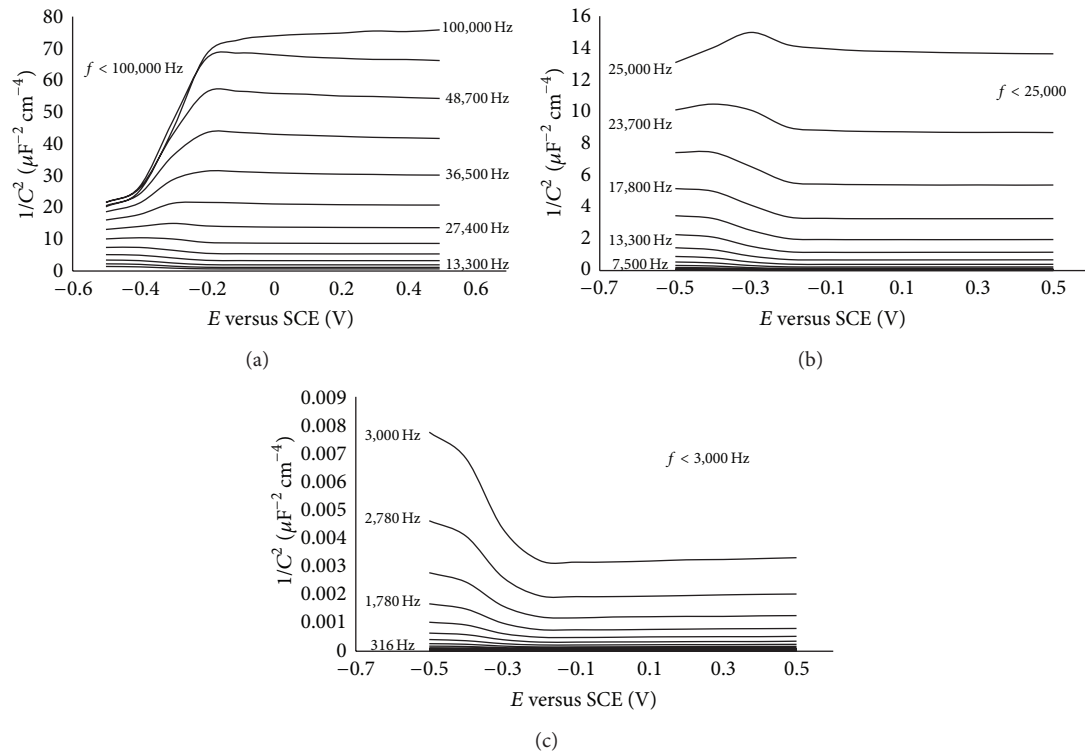 80
70
60
50
40
30
20
10
0
1/C² (μF⁻² cm⁻⁴)
f < 100,000 Hz
100,000 Hz
48,700 Hz
36,500 Hz
27,400 Hz
13,300 Hz
−0.6 −0.4 −0.2 0 0.2 0.4 0.6
E versus SCE (V)
(a)
16
14
12
10
8
6
4
2
0
1/C² (μF⁻² cm⁻⁴)
25,000 Hz
23,700 Hz
17,800 Hz
13,300 Hz
7,500 Hz
f < 25,000
−0.7 −0.5 −0.3 −0.1 0.1 0.3 0.5
E versus SCE (V)
(b)
0.009
0.008
0.007
0.006
0.005
0.004
0.003
0.002
0.001
0
1/C² (μF⁻² cm⁻⁴)
3,000 Hz
2,780 Hz
1,780 Hz
316 Hz
f < 3,000 Hz
−0.7 −0.5 −0.3 −0.1 0.1 0.3 0.5
E versus SCE (V)
(c)